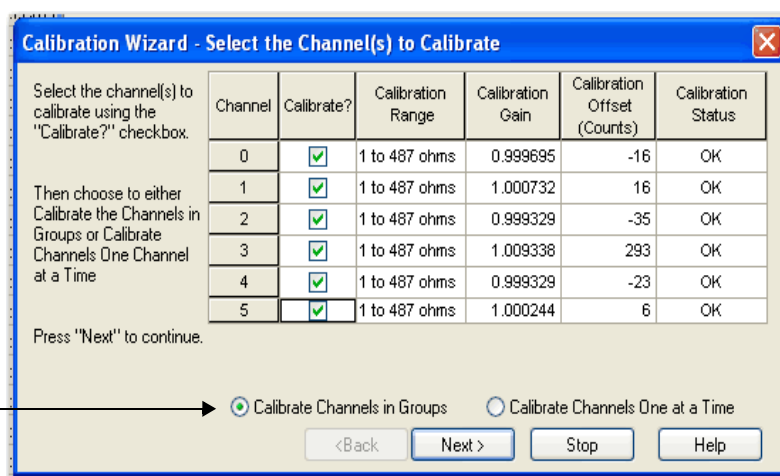 Calibration Wizard - Select the Channel(s) to Calibrate
Select the channel(s) to
calibrate using the
"Calibrate?" checkbox.
Then choose to either
Calibrate the Channels in
Groups or Calibrate
Channels One Channel
at a Time
Press "Next" to continue.
Channel Calibrate? Calibration Range Calibration Gain Calibration Offset (Counts) Calibration Status
0 1 to 487 ohms 0.999695 -16 OK
1 1 to 487 ohms 1.000732 16 OK
2 1 to 487 ohms 0.999329 -35 OK
3 1 to 487 ohms 1.009338 293 OK
4 1 to 487 ohms 0.999329 -23 OK
5 1 to 487 ohms 1.000244 6 OK
Calibrate Channels in Groups Calibrate Channels One at a Time
<Back Next > Stop Help